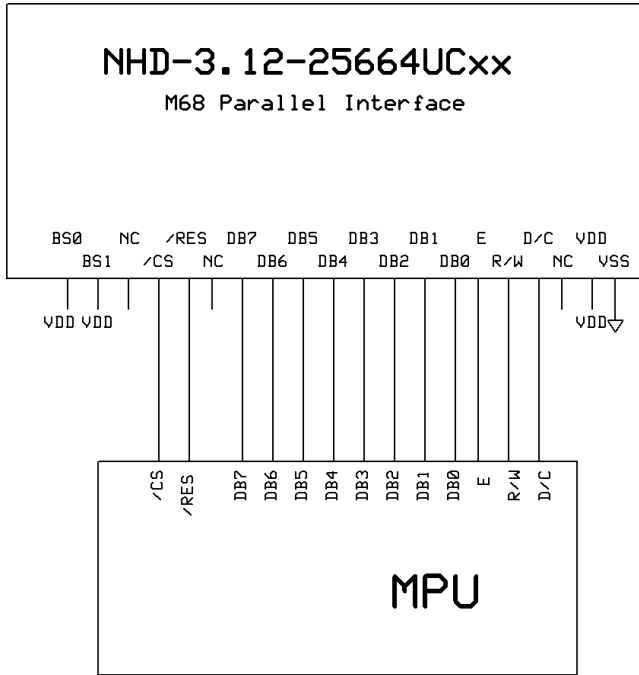 NHD-3.12-25664UCxx
M68 Parallel Interface
BS0 NC /RES DB7 DB5 DB3 DB1 E D/C VDD
BS1 /CS NC DB6 DB4 DB2 DB0 R/W NC VSS
VDD VDD VDD
/CS /RES DB7 DB6 DB5 DB4 DB3 DB2 DB1 DB0 E R/W D/C
MPU